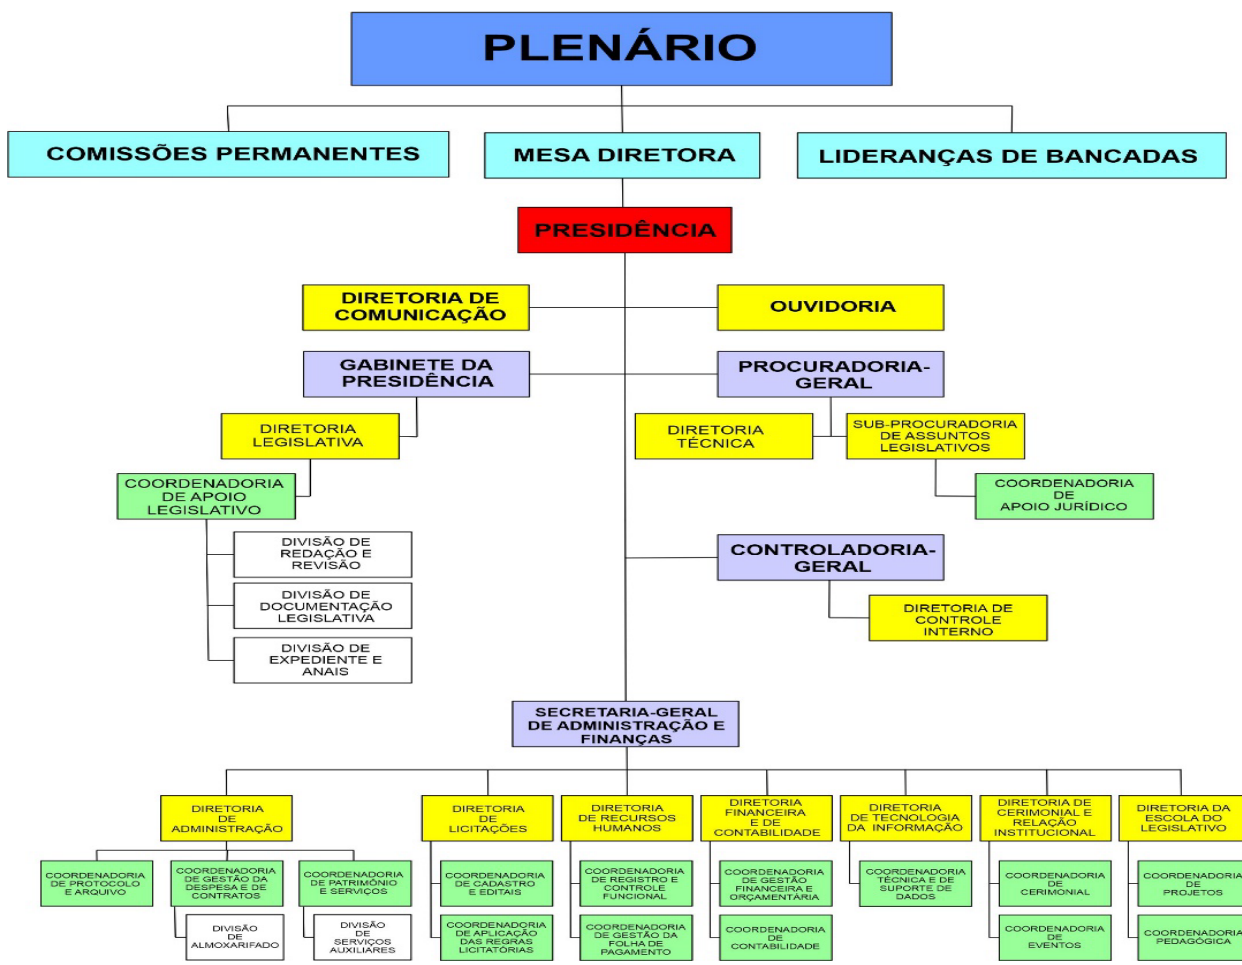 PLENÁRIO
COMISSÕES PERMANENTES
MESA DIRETORA
LIDERANÇAS DE BANCADAS
PRESIDÊNCIA
DIRETORIA DE
COMUNICAÇÃO
OUVIDORIA
GABINETE DA
PRESIDÊNCIA
PROCURADORIA-
GERAL
DIRETORIA
LEGISLATIVA
DIRETORIA
TÉCNICA
SUB-PROCURADORIA
DE ASSUNTOS
LEGISLATIVOS
COORDENADORIA
DE APOIO
LEGISLATIVO
COORDENADORIA
DE
APOIO JURÍDICO
DIVISÃO DE
REDAÇÃO E
REVISÃO
DIVISÃO DE
DOCUMENTAÇÃO
LEGISLATIVA
DIVISÃO DE
EXPEDIENTE E
ANAIS
CONTROLADORIA-
GERAL
DIRETORIA DE
CONTROLE
INTERNO
SECRETARIA-GERAL
DE ADMINISTRAÇÃO E
FINANÇAS
DIRETORIA
DE
ADMINISTRAÇÃO
DIRETORIA
DE
LICITAÇÕES
DIRETORIA
DE RECURSOS
HUMANOS
DIRETORIA
FINANCEIRA
E DE
CONTABILIDADE
DIRETORIA
DE TECNOLOGIA
DA INFORMAÇÃO
DIRETORIA DE
CERIMONIAL E
RELAÇÃO
INSTITUCIONAL
DIRETORIA DA
ESCOLA DO
LEGISLATIVO
COORDENADORIA
DE PROTOCOLO
E ARQUIVO
COORDENADORIA
DE GESTÃO DA
DESPESA E DE
CONTRATOS
COORDENADORIA
DE PATRIMÔNIO
E SERVIÇOS
COORDENADORIA
DE CADASTRO
E EDITAIS
COORDENADORIA
DE REGISTRO E
CONTROLE
FUNCIONAL
COORDENADORIA
DE GESTÃO
FINANCEIRA E
ORÇAMENTÁRIA
COORDENADORIA
TÉCNICA E DE
SUPORTE DE
DADOS
COORDENADORIA
DE
CERIMONIAL
COORDENADORIA
DE
PROJETOS
DIVISÃO
DE
ALMOXARIFADO
DIVISÃO
DE
SERVIÇOS
AUXILIARES
COORDENADORIA
DE APLICAÇÃO
DAS REGRAS
LICITATÓRIAS
COORDENADORIA
DE GESTÃO DA
FOLHA DE
PAGAMENTO
COORDENADORIA
DE
CONTABILIDADE
COORDENADORIA
DE
EVENTOS
COORDENADORIA
PEDAGÓGICA